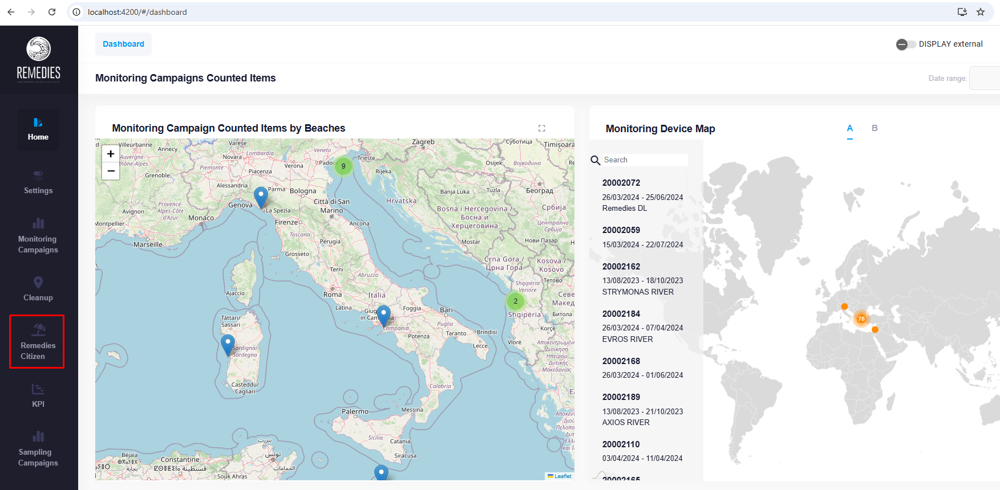 localhost:4200/#/dashboard
REMEDIES
Dashboard
DISPLAY external
Monitoring Campaigns Counted Items
Date range:
Home
Settings
Monitoring
Campaigns
Cleanup
Remedies
Citizen
KPI
Sampling
Campaigns
Monitoring Campaign Counted Items by Beaches
+
−
Villeurbanne
Annecy
Auvergne-
Rhône-Alpes
Grenoble
Varese
Lombardia
Novara
Piemonte
Piacenza
Verona
Veneto
Padov
9
Trieste
Rijeka
Zagreb
Суботица
Timișoara
Osijek
Војводина
Alessandria
Parma
Bologna
Genova
La Spezia
Città di San
Marino
Hrvatska
Banja Luka
Tuzla
Београд
Bosna i Hercegovina /
Босна и
Херцеговина
Србија
Централна
Србија
Provence-
Alpes-Côte
d'Azur
Avignon
Montpellier
Monaco
Marseille
Firenze
Toscana
Ancona
Perugia
Grosseto
Terni
Abruzzo
Mostar
Нови Пазар
Crna Gora /
Црна Гора
Kosova /
Kosovo
Shqipëria
Veriore
Тетово
2
Shqipëria
Битола
Korçë
Vlorë
Ajaccio
Roma
Latina
Italia
Foggia
Bari
Campania
Puglia
Potenza
Taranto
Brindisi
Lecce
Tàttari/
Sassari
Sardigna/
Sardegna
Casteddu/
Cagliari
Calabria
Palermo
Messina
Sicilia
Catania
Siracusa
Béjaïa
بجاية
Constantine
قسنطينة
بنزرت
تونس
الحمامات
Souk Ahras
Leaflet
Monitoring Device Map
A
B
Search
20002072
26/03/2024 - 25/06/2024
Remedies DL
20002059
15/03/2024 - 22/07/2024
20002162
13/08/2023 - 18/10/2023
STRYMONAS RIVER
20002184
26/03/2024 - 07/04/2024
EVROS RIVER
20002168
26/03/2024 - 01/06/2024
20002189
13/08/2023 - 21/10/2023
AXIOS RIVER
20002110
03/04/2024 - 11/04/2024
20002165
78